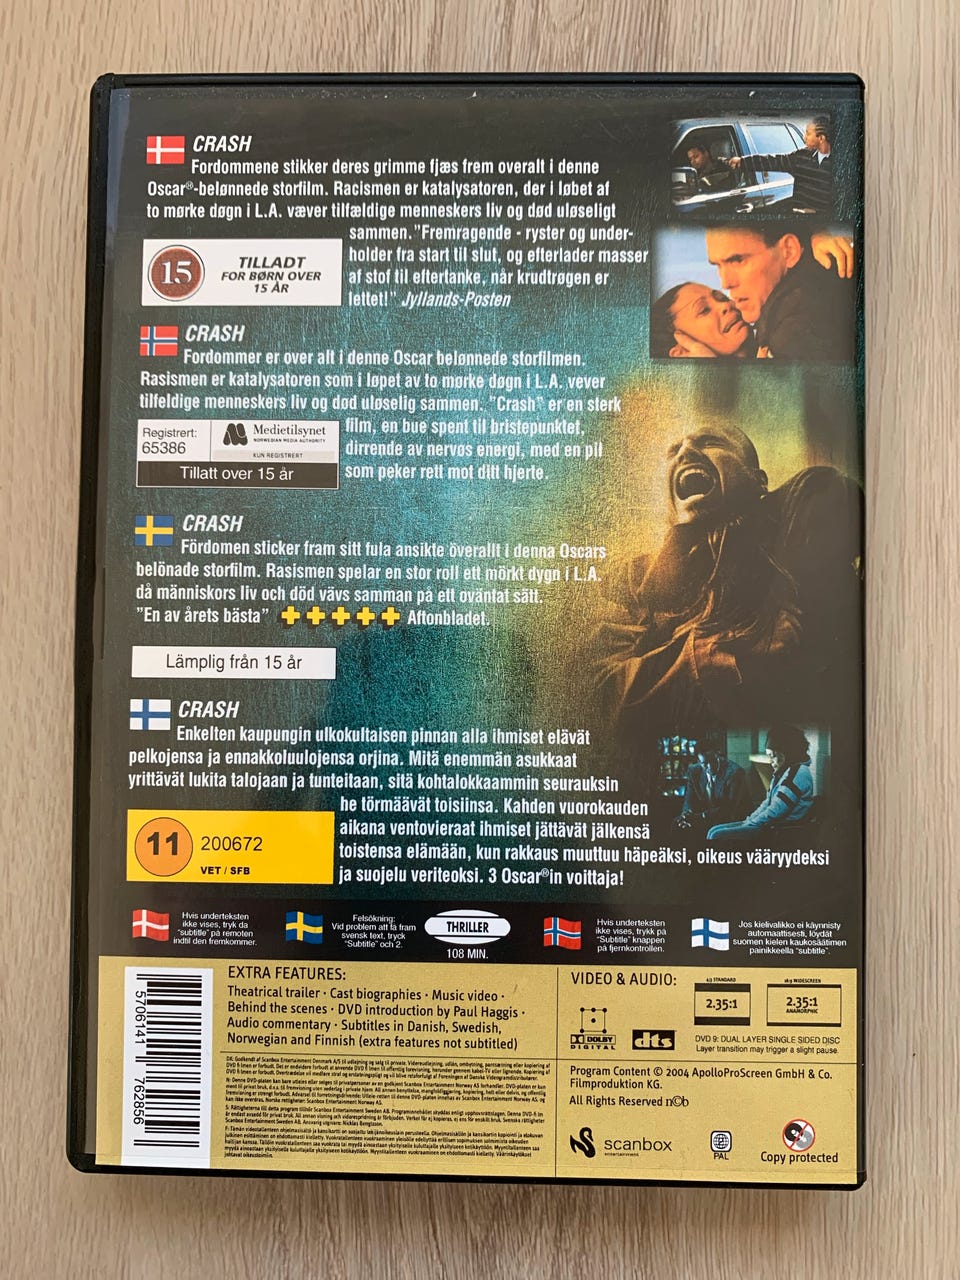 CRASH
Fordommene stikker deres grimme fjæs frem overalt i denne
Oscar®-belønnede storfilm. Racismen er katalysatoren, der i løbet af
to mørke døgn i L.A. væver tilfældige menneskers liv og død uløseligt
sammen. "Fremragende - ryster og under-
holder fra start til slut, og efterlader masser
af stof til eftertanke, når krudtrøgen er
lettet!" Jyllands-Posten
15
TILLADT
FOR BØRN OVER
15 ÅR
CRASH
Fordommer er over alt i denne Oscar belønnede storfilmen.
Rasismen er katalysatoren som i løpet av to mørke døgn i L.A. vever
tilfeldige menneskers liv og død uløselig sammen. "Crash" er en sterk
film, en bue spent til bristepunktet,
dirrende av nervøs energi, med en pil
som peker rett mot ditt hjerte.
Registrert:
65386
Medietilsynet
NORWEGIAN MEDIA AUTHORITY
KUN REGISTRERT
Tillatt over 15 år
CRASH
Fördomen sticker fram sitt fula ansikte överallt i denna Oscars
belönade storfilm. Rasismen spelar en stor roll ett mörkt dygn i L.A.
då människors liv och död vävs samman på ett oväntat sätt.
"En av årets bästa" Aftonbladet.
Lämplig från 15 år
CRASH
Enkelten kaupungin ulkokultaisen pinnan alla ihmiset elävät
pelkojensa ja ennakkoluulojensa orjina. Mitä enemmän asukkaat
yrittävät lukita talojaan ja tunteitaan, sitä kohtalokkaammin seurauksin
he törmäävät toisiinsa. Kahden vuorokauden
aikana ventovieraat ihmiset jättävät jälkensä
toistensa elämään, kun rakkaus muuttuu häpeäksi, oikeus vääryydeksi
ja suojelu veriteoksi. 3 Oscar®in voittaja!
11
200672
VET / SFB
Hvis underteksten
ikke vises, tryk da
"subtitle" på remoten
indtil den fremkommer.
Felsökning:
Vid problem att få fram
svensk text, tryck
"Subtitle" och 2.
THRILLER
108 MIN.
Hvis underteksten
ikke vises, trykk på
"Subtitle" knappen
på fjernkontrollen.
Jos kielivalikko ei käynnisty
automaattisesti, löydät
suomen kielen kaukosäätimen
painikkeella "subtitle".
5706141 762856
EXTRA FEATURES:
Theatrical trailer · Cast biographies · Music video ·
Behind the scenes · DVD introduction by Paul Haggis ·
Audio commentary · Subtitles in Danish, Swedish,
Norwegian and Finnish (extra features not subtitled)
VIDEO & AUDIO:
4:3 STANDARD
2.35:1
16:9 WIDESCREEN
2.35:1
ANAMORPHIC
DOLBY
DIGITAL
dts
DVD 9: DUAL LAYER SINGLE SIDED DISC
Layer transition may trigger a slight pause.
Program Content © 2004 ApolloProScreen GmbH & Co.
Filmproduktion KG.
All Rights Reserved n©b
scanbox
entertainment
PAL
Copy protected